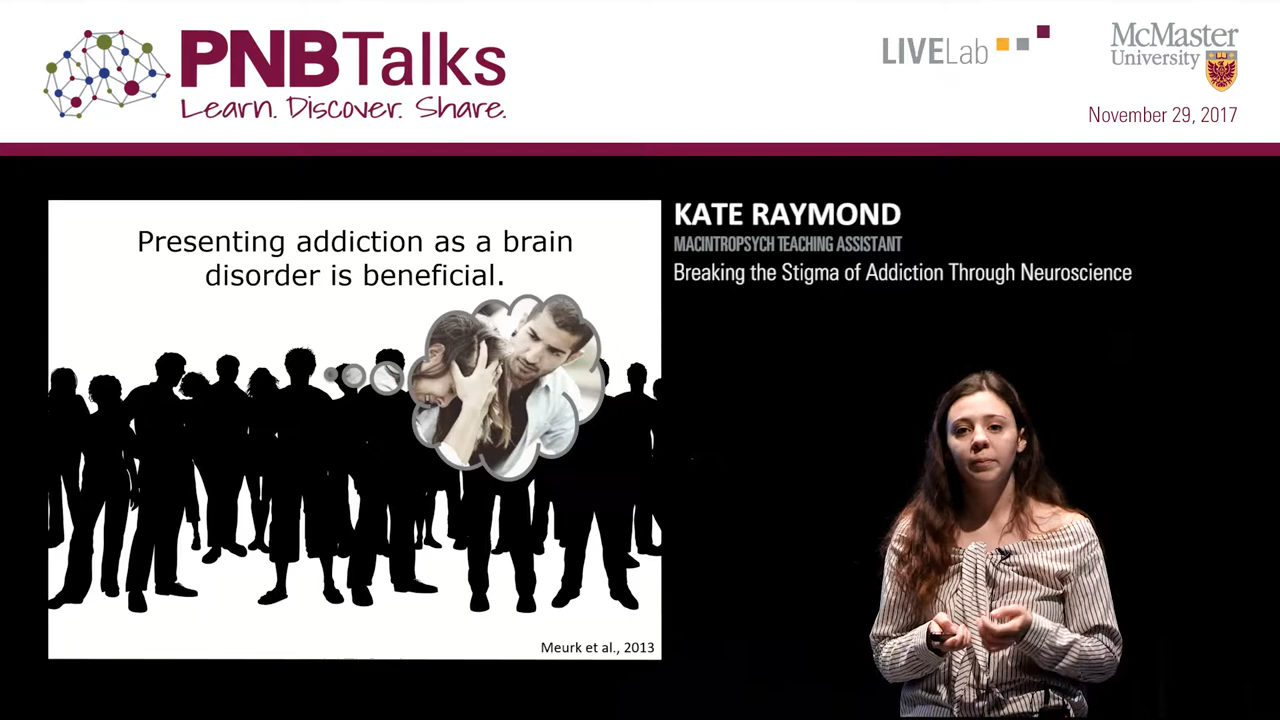 PNBTalks
Learn. Discover. Share.
LIVELab
McMaster
University
November 29, 2017
Presenting addiction as a brain
disorder is beneficial.
Meurk et al., 2013
KATE RAYMOND
MACINTROPSYCH TEACHING ASSISTANT
Breaking the Stigma of Addiction Through Neuroscience